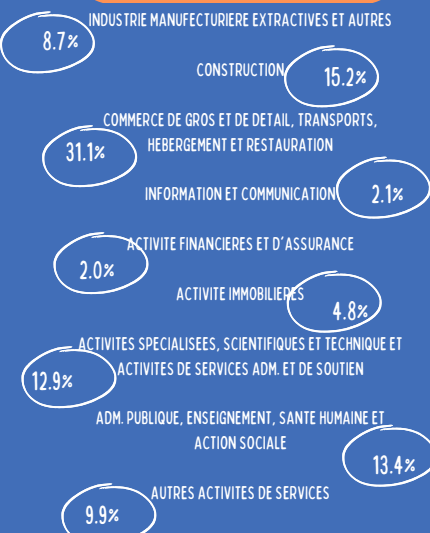 INDUSTRIE MANUFECTURIERE EXTRACTIVES ET AUTRES
8.7%
CONSTRUCTION
15.2%
COMMERCE DE GROS ET DE DETAIL, TRANSPORTS,
HEBERGEMENT ET RESTAURATION
31.1%
INFORMATION ET COMMUNICATION
2.1%
ACTIVITE FINANCIERES ET D'ASSURANCE
2.0%
ACTIVITE IMMOBILIERES
4.8%
ACTIVITES SPECIALISEES, SCIENTIFIQUES ET TECHNIQUE ET
ACTIVITES DE SERVICES ADM. ET DE SOUTIEN
12.9%
ADM. PUBLIQUE, ENSEIGNEMENT, SANTE HUMAINE ET
ACTION SOCIALE
13.4%
AUTRES ACTIVITES DE SERVICES
9.9%